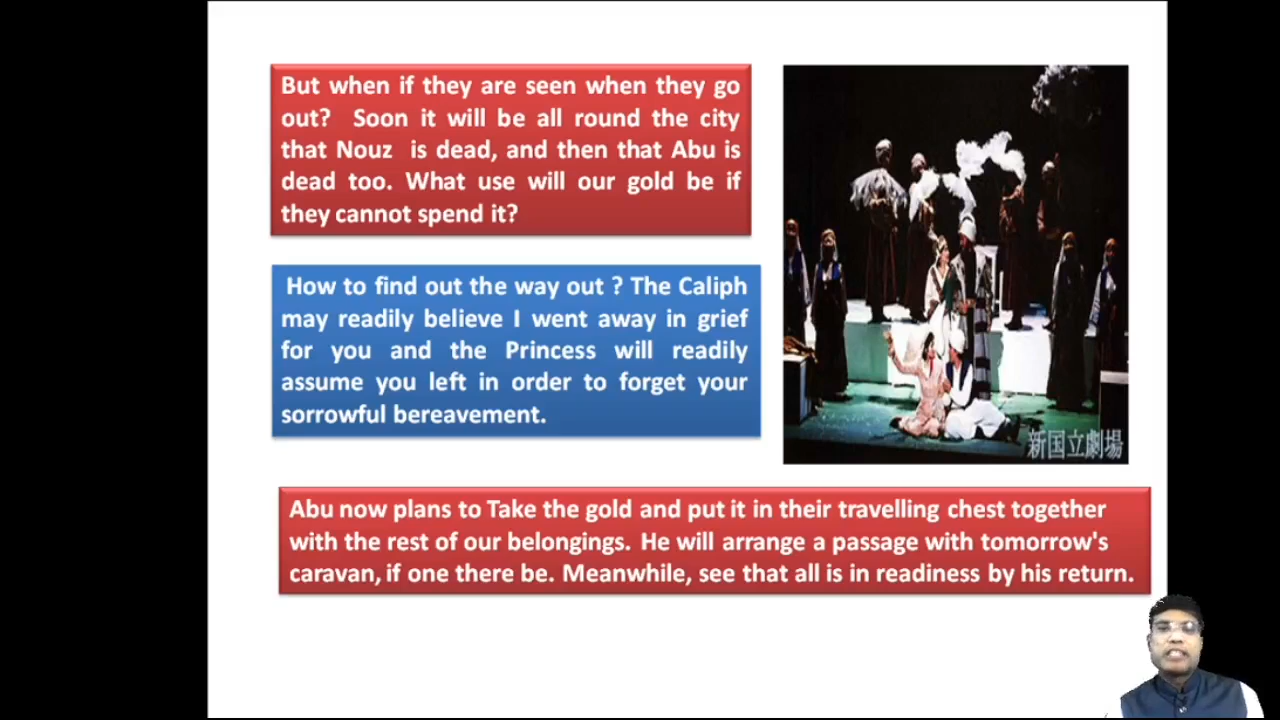 But when if they are seen when they go
out? Soon it will be all round the city
that Nouz is dead, and then that Abu is
dead too. What use will our gold be if
they cannot spend it?
How to find out the way out ? The Caliph
may readily believe I went away in grief
for you and the Princess will readily
assume you left in order to forget your
sorrowful bereavement.
新国立劇場
Abu now plans to Take the gold and put it in their travelling chest together
with the rest of our belongings. He will arrange a passage with tomorrow's
caravan, if one there be. Meanwhile, see that all is in readiness by his return.